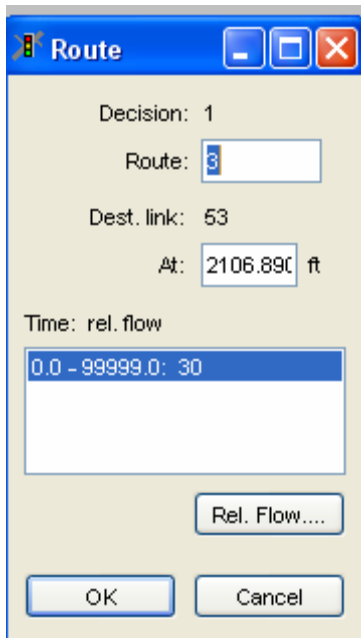 Route
Decision: 1
Route: 3
Dest. link: 53
At: 2106.890 ft
Time: rel. flow
0.0 - 99999.0: 30
Rel. Flow....
OK
Cancel